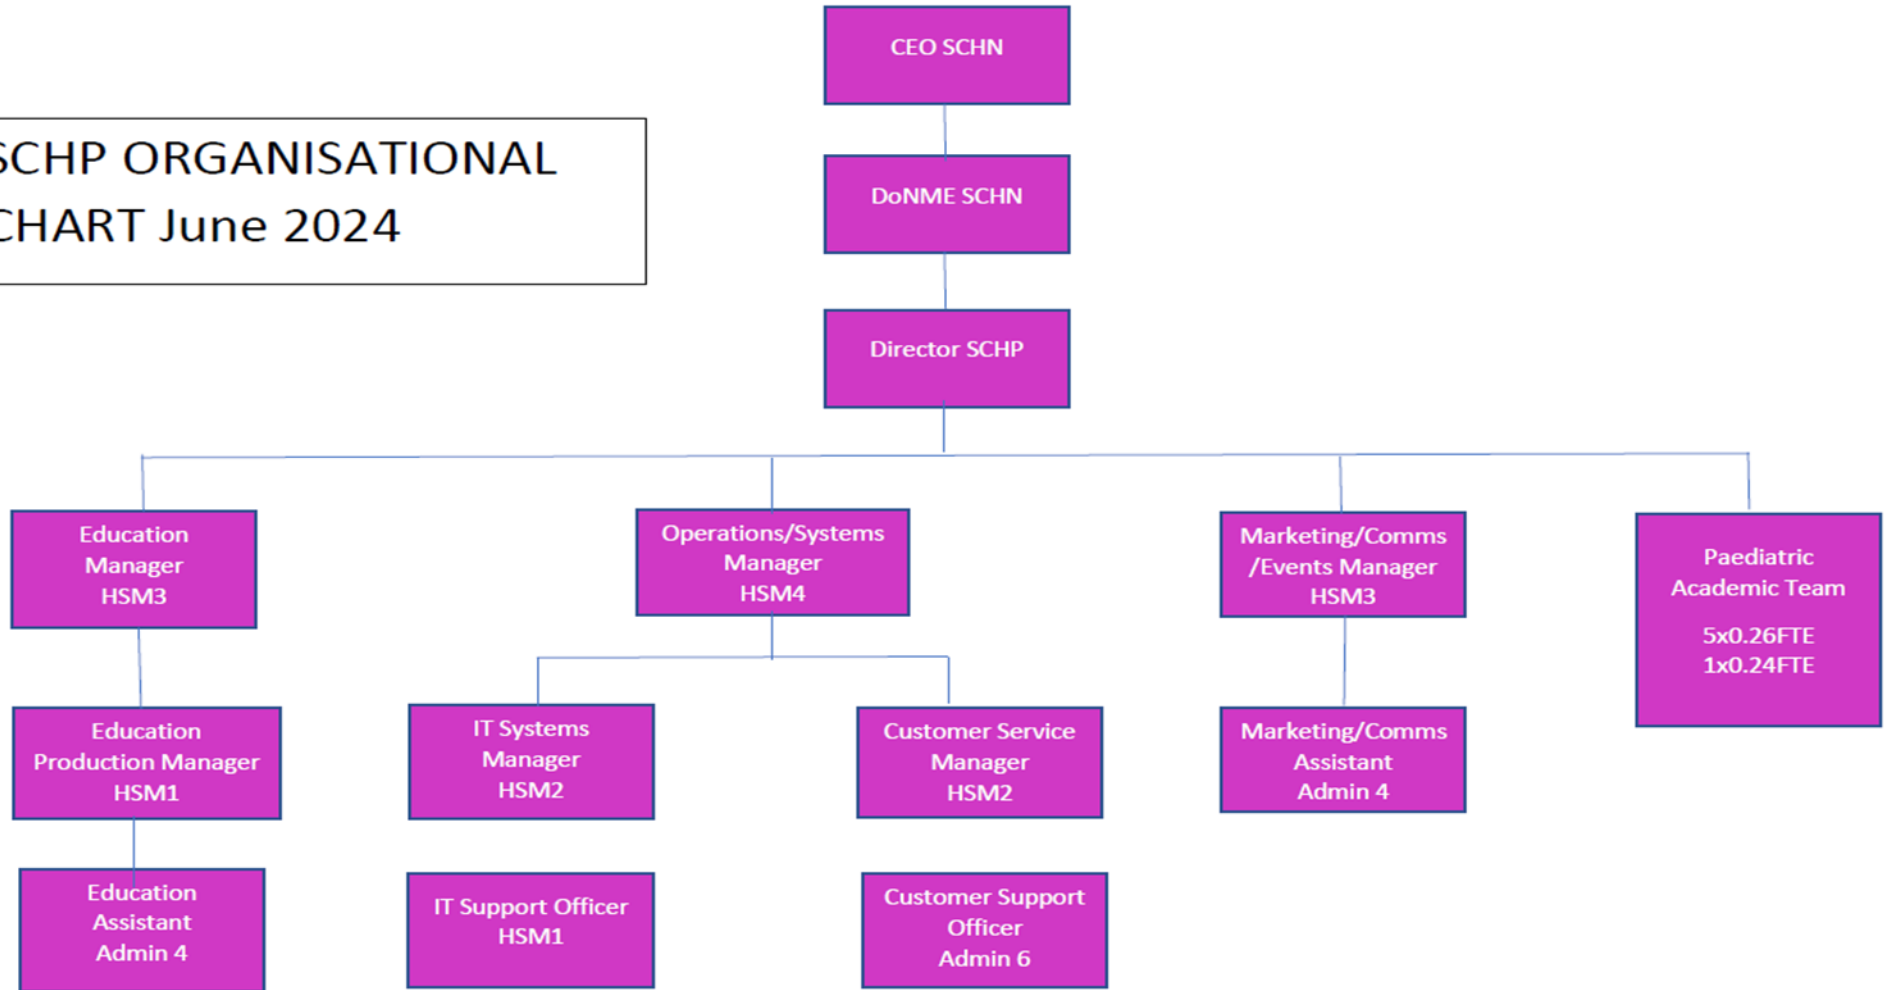 CEO SCHN
SCHP ORGANISATIONAL
CHART June 2024
DoNME SCHN
Director SCHP
Education
Manager
HSM3
Operations/Systems
Manager
HSM4
Marketing/Comms
/Events Manager
HSM3
Paediatric
Academic Team
5x0.26FTE
1x0.24FTE
Education
Production Manager
HSM1
IT Systems
Manager
HSM2
Customer Service
Manager
HSM2
Marketing/Comms
Assistant
Admin 4
Education
Assistant
Admin 4
IT Support Officer
HSM1
Customer Support
Officer
Admin 6